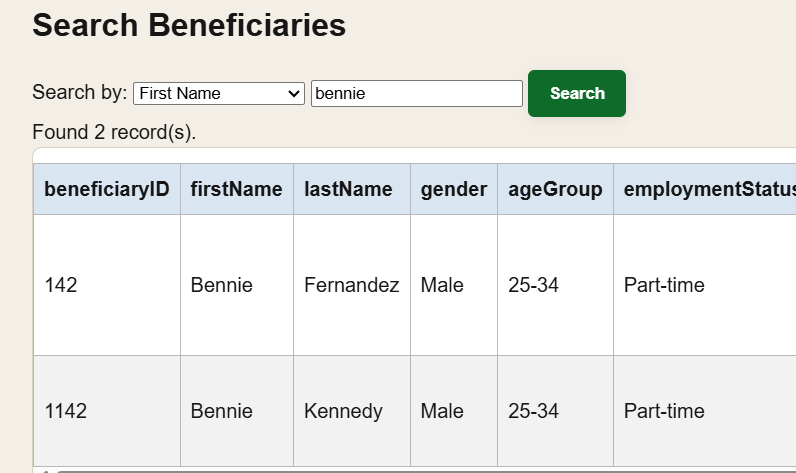 Search Beneficiaries
Search by: First Name bennie Search
Found 2 record(s).
beneficiaryID firstName lastName gender ageGroup employmentStatus
142 Bennie Fernandez Male 25-34 Part-time
1142 Bennie Kennedy Male 25-34 Part-time